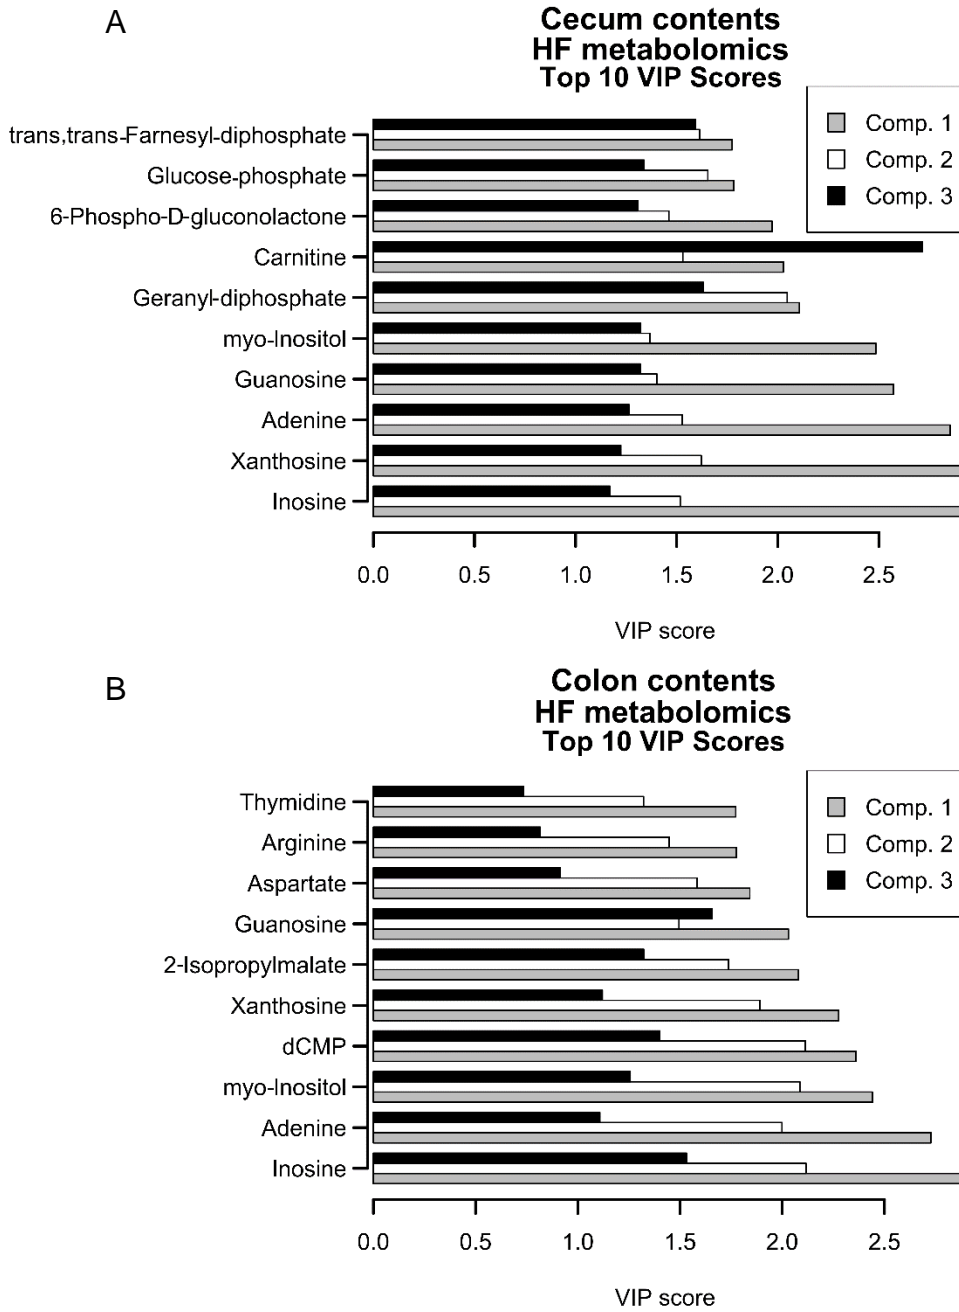 A
Cecum contents
HF metabolomics
Top 10 VIP Scores
Comp. 1
Comp. 2
Comp. 3
trans,trans-Farnesyl-diphosphate
Glucose-phosphate
6-Phospho-D-gluconolactone
Carnitine
Geranyl-diphosphate
myo-Inositol
Guanosine
Adenine
Xanthosine
Inosine
0.0 0.5 1.0 1.5 2.0 2.5
VIP score
B
Colon contents
HF metabolomics
Top 10 VIP Scores
Comp. 1
Comp. 2
Comp. 3
Thymidine
Arginine
Aspartate
Guanosine
2-Isopropylmalate
Xanthosine
dCMP
myo-Inositol
Adenine
Inosine
0.0 0.5 1.0 1.5 2.0 2.5
VIP score